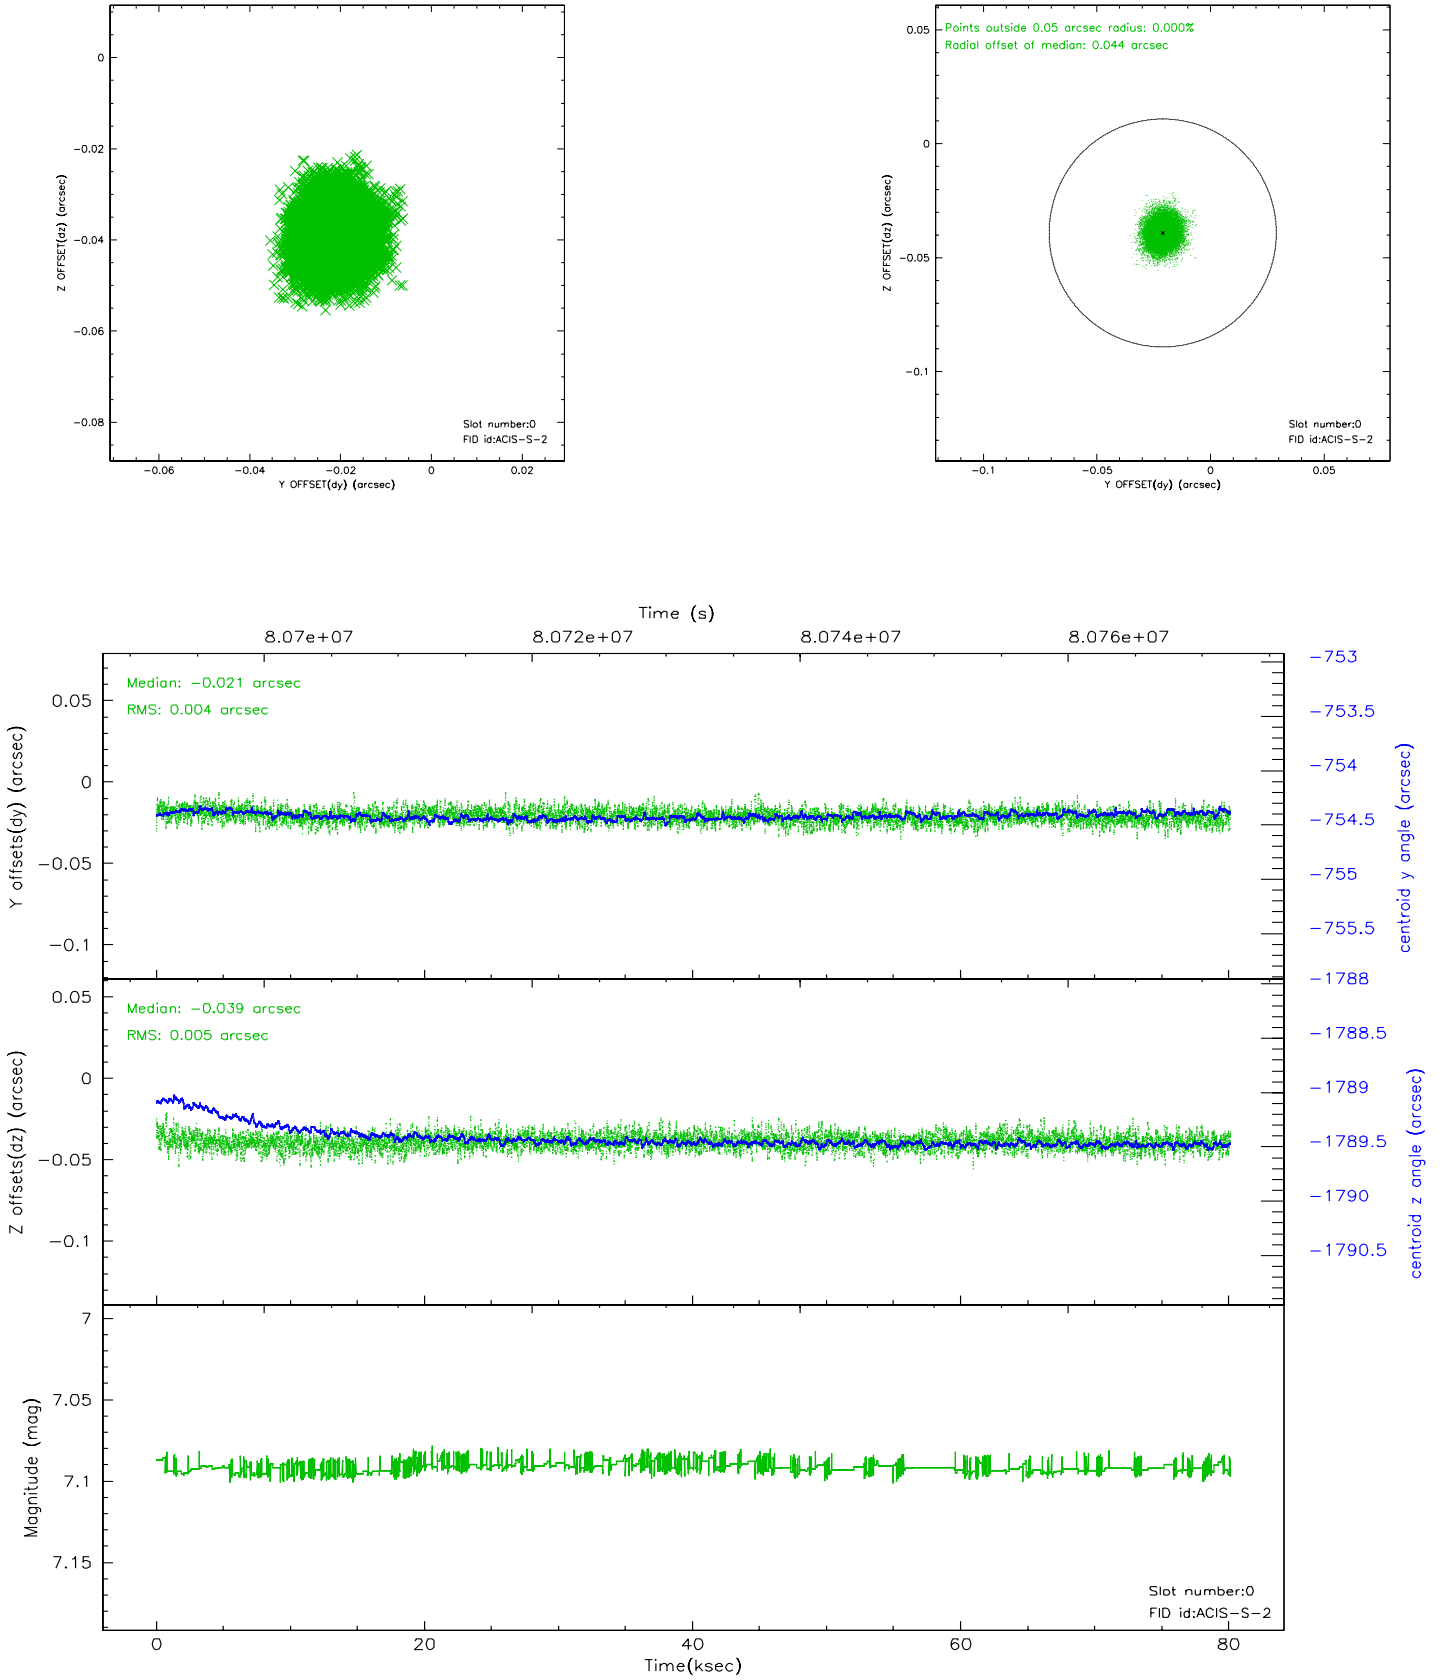 0
-0.02
-0.04
-0.06
-0.08
Z OFFSET(dz) (arcsec)
Slot number:0
FID id:ACIS-S-2
-0.06 -0.04 -0.02 0 0.02
Y OFFSET(dy) (arcsec)
Points outside 0.05 arcsec radius: 0.000%
Radial offset of median: 0.044 arcsec
0.05
0
-0.05
-0.1
Z OFFSET(dz) (arcsec)
Slot number:0
FID id:ACIS-S-2
-0.1 -0.05 0 0.05
Y OFFSET(dy) (arcsec)
Time (s)
8.07e+07 8.072e+07 8.074e+07 8.076e+07
Median: -0.021 arcsec
RMS: 0.004 arcsec
0.05
0
-0.05
-0.1
Y offsets(dy) (arcsec)
-753
-753.5
-754
-754.5
-755
-755.5
centroid y angle (arcsec)
Median: -0.039 arcsec
RMS: 0.005 arcsec
0.05
0
-0.05
-0.1
Z offsets(dz) (arcsec)
-1788
-1788.5
-1789
-1789.5
-1790
-1790.5
centroid z angle (arcsec)
7
7.05
7.1
7.15
Magnitude (mag)
Slot number:0
FID id:ACIS-S-2
0 20 40 60 80
Time(ksec)